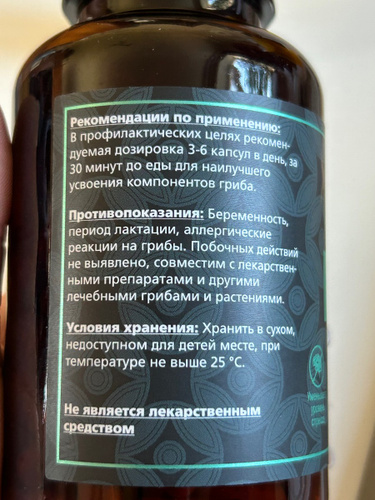 Рекомендации по применению:
В профилактических целях рекомен-
дуемая дозировка 3-6 капсул в день, за
30 минут до еды для наилучшего
усвоения компонентов гриба.
Противопоказания: Беременность,
период лактации, аллергические
реакции на грибы. Побочных действий
не выявлено, совместим с лекарствен-
ными препаратами и другими
лечебными грибами и растениями.
Условия хранения: Хранить в сухом,
недоступном для детей месте, при
температуре не выше 25 °C.
Не является лекарственным
средством